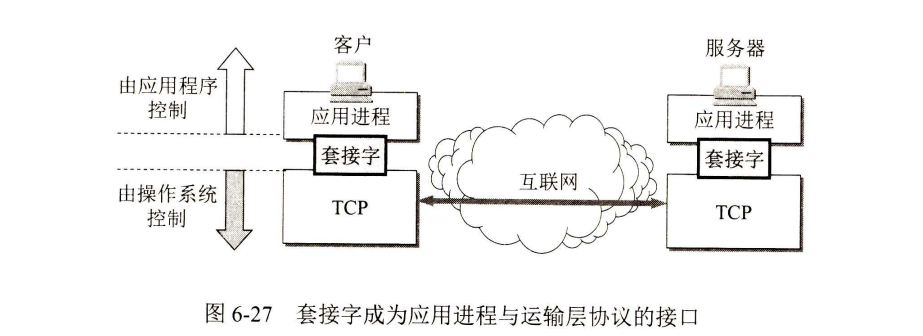 客户
服务器
由应用程序
控制
应用进程
应用进程
套接字
套接字
互联网
由操作系统
控制
TCP
TCP
图 6-27 套接字成为应用进程与运输层协议的接口